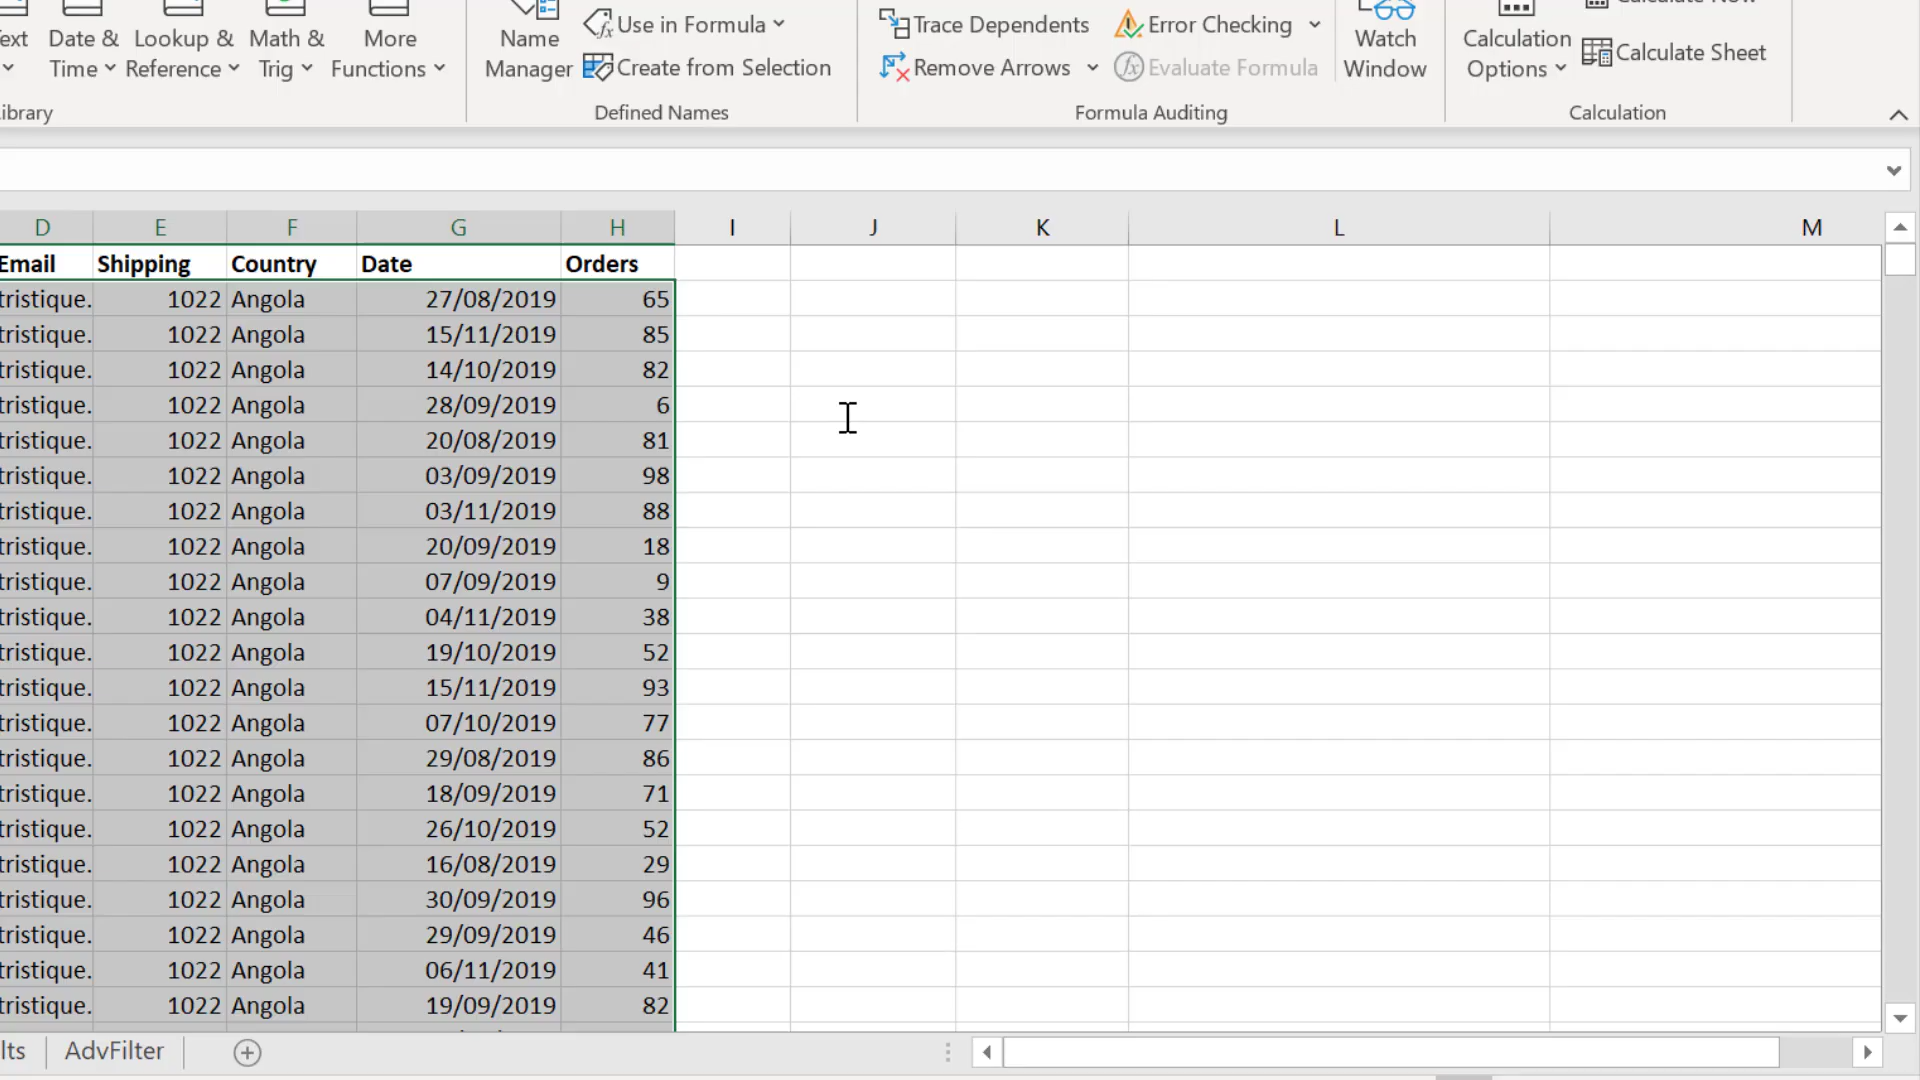 Date & Lookup & Math & More
Time Reference Trig Functions
Name
Manager
Use in Formula
Create from Selection
Trace Dependents
Remove Arrows
Error Checking
Evaluate Formula
Watch
Window
Calculation
Options
Calculate Now
Calculate Sheet
Defined Names Formula Auditing Calculation
D E F G H I J K L M
Email Shipping Country Date Orders
tristique. 1022 Angola 27/08/2019 65
tristique. 1022 Angola 15/11/2019 85
tristique. 1022 Angola 14/10/2019 82
tristique. 1022 Angola 28/09/2019 6
tristique. 1022 Angola 20/08/2019 81
tristique. 1022 Angola 03/09/2019 98
tristique. 1022 Angola 03/11/2019 88
tristique. 1022 Angola 20/09/2019 18
tristique. 1022 Angola 07/09/2019 9
tristique. 1022 Angola 04/11/2019 38
tristique. 1022 Angola 19/10/2019 52
tristique. 1022 Angola 15/11/2019 93
tristique. 1022 Angola 07/10/2019 77
tristique. 1022 Angola 29/08/2019 86
tristique. 1022 Angola 18/09/2019 71
tristique. 1022 Angola 26/10/2019 52
tristique. 1022 Angola 16/08/2019 29
tristique. 1022 Angola 30/09/2019 96
tristique. 1022 Angola 29/09/2019 46
tristique. 1022 Angola 06/11/2019 41
tristique. 1022 Angola 19/09/2019 82
lts AdvFilter